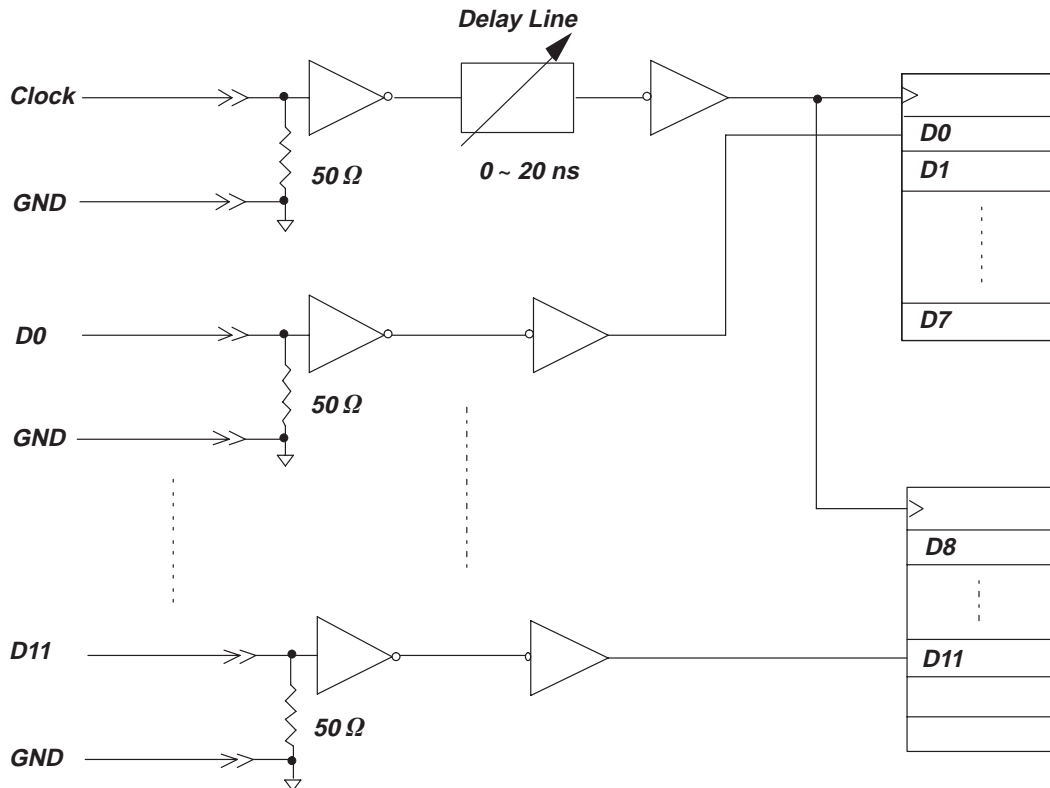 Delay Line
Clock
50 Ω
0 ~ 20 ns
GND
D0
D1
D7
D0
50 Ω
GND
D8
D11
D11
50 Ω
GND